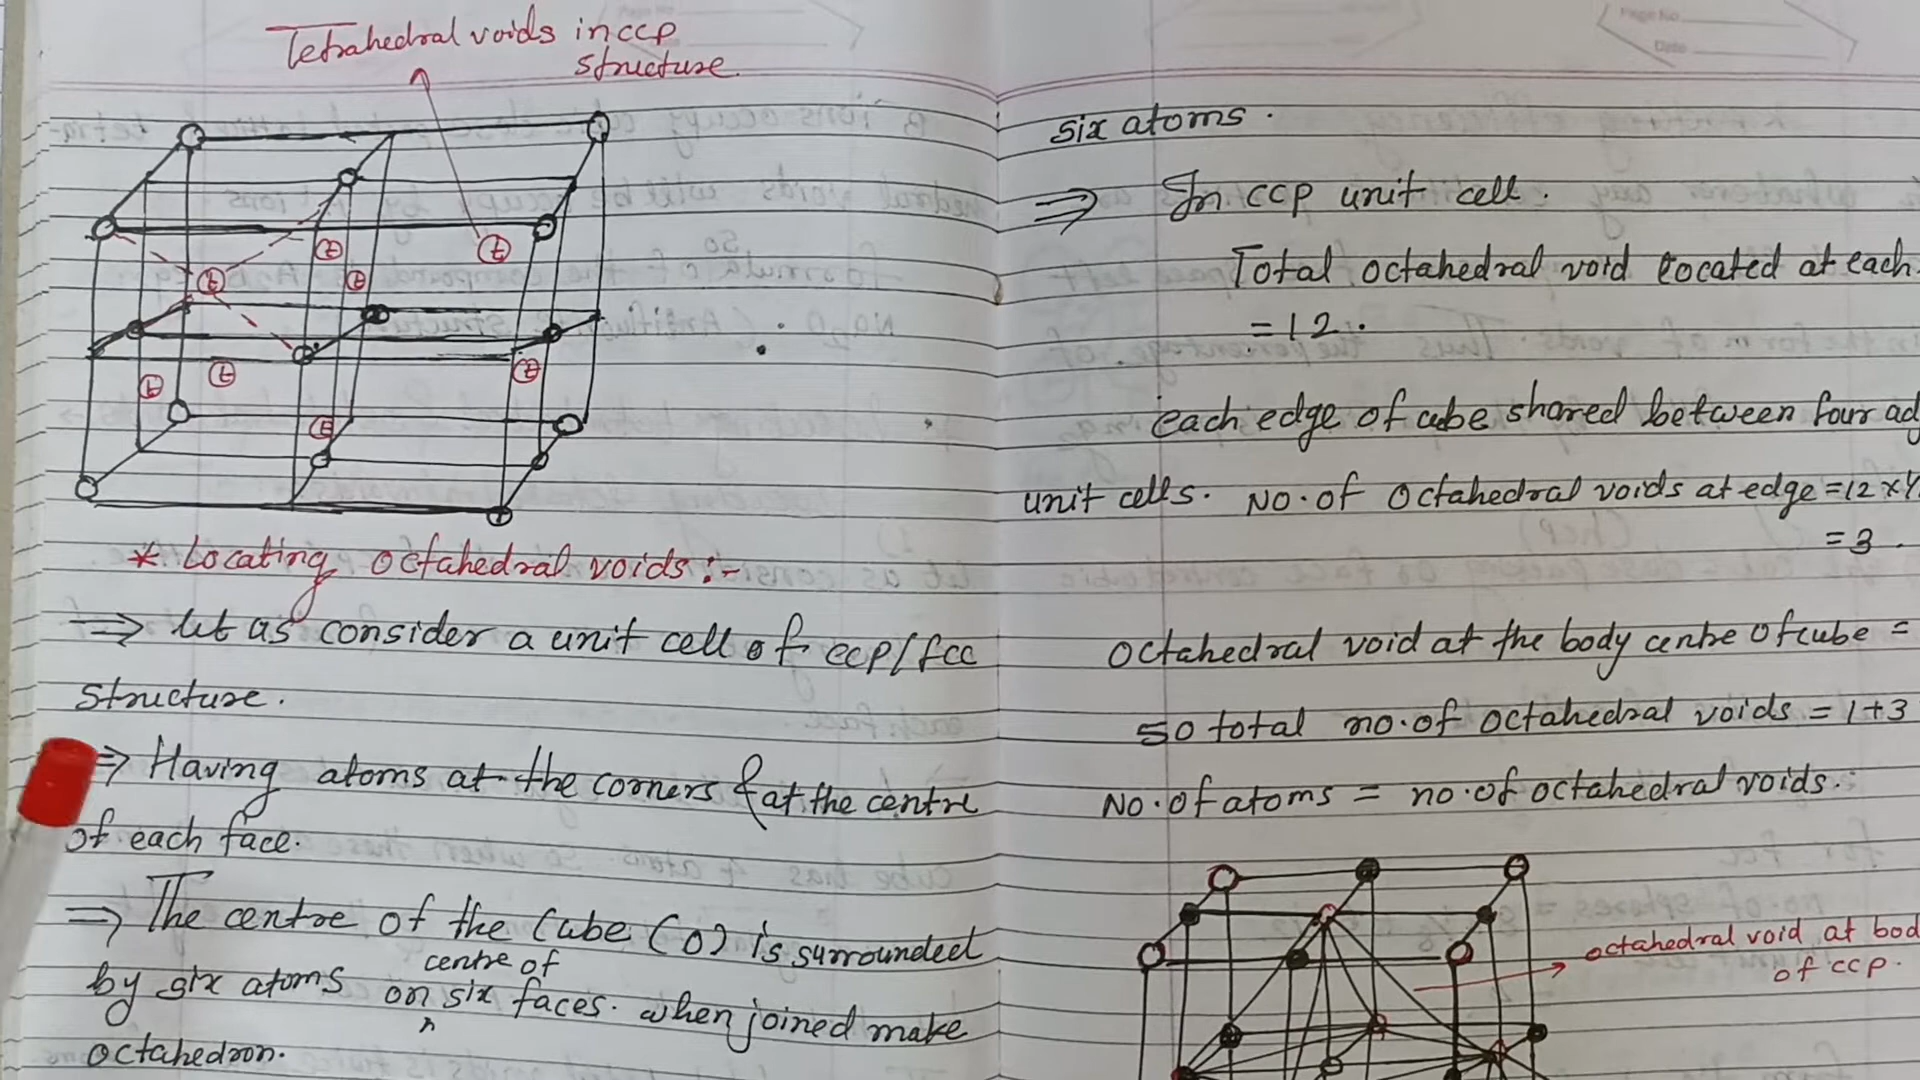 Tetrahedral voids in ccp
structure.
T
T
T
T
T
T
T
T
* Locating octahedral voids :-
⇒ let us consider a unit cell of ccp/fcc
structure.
⇒ Having atoms at the corners & at the centre
of each face.
⇒ The centre of the Cube (O) is surrounded
by six atoms on centre of six faces. when joined make
octahedron.
six atoms.
⇒ In CCP unit cell.
Total octahedral void located at each
= 12.
each edge of cube shared between four
unit cells. No. of Octahedral voids at edge = 12 x
= 3.
Octahedral void at the body centre of cube =
So total no. of octahedral voids = 1+3
No. of atoms = no. of octahedral voids.
octahedral void at
of ccp.